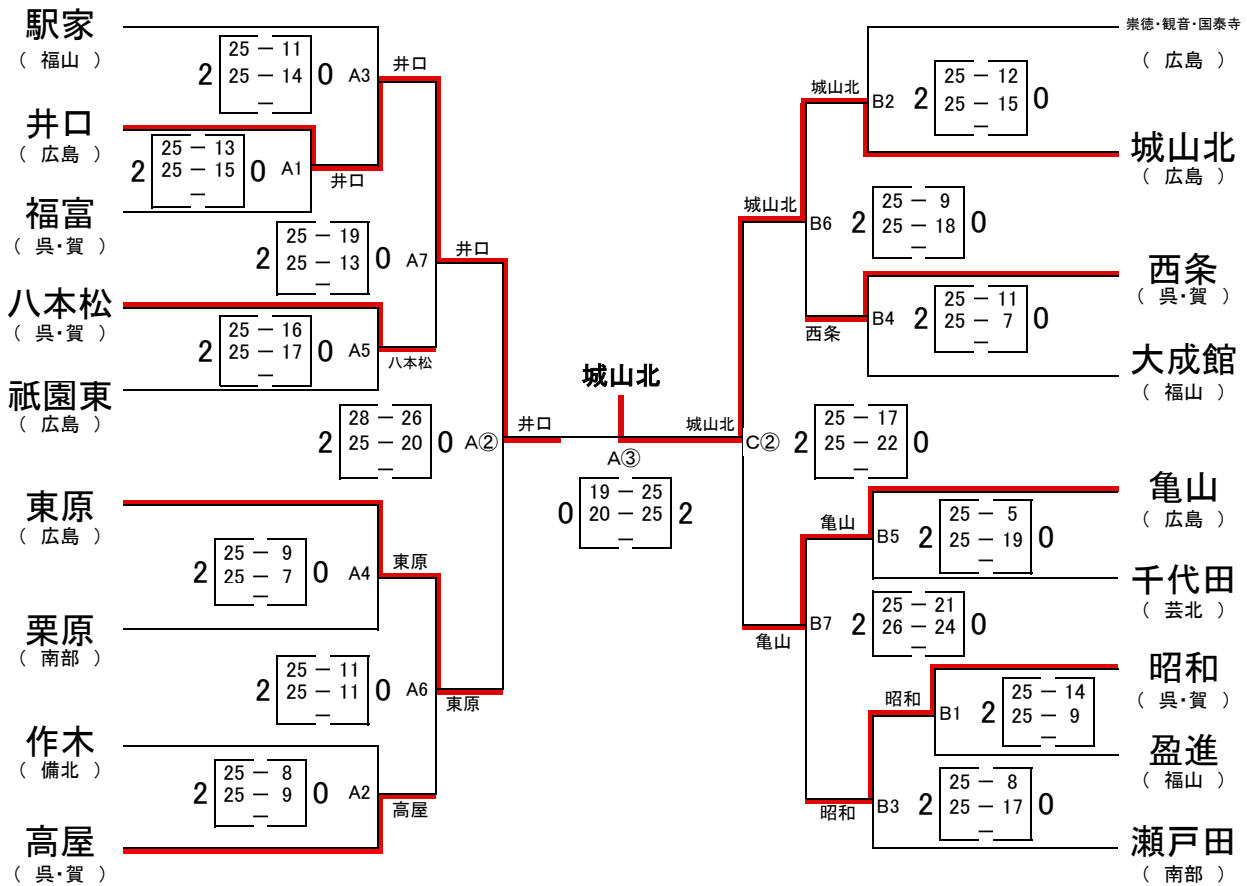 駅家
（ 福山 ）
2 25 － 11 0 A3
25 － 14
－
井口
井口
（ 広島 ）
2 25 － 13 0 A1
25 － 15
－
井口
福富
（ 呉・賀 ）
2 25 － 19 0 A7
25 － 13
－
井口
八本松
（ 呉・賀 ）
2 25 － 16 0 A5
25 － 17
－
八本松
祇園東
（ 広島 ）
2 28 － 26 0 A②
25 － 20
－
井口
東原
（ 広島 ）
2 25 － 9 0 A4
25 － 7
－
東原
栗原
（ 南部 ）
2 25 － 11 0 A6
25 － 11
－
東原
作木
（ 備北 ）
2 25 － 8 0 A2
25 － 9
－
高屋
高屋
（ 呉・賀 ）
城山北
A③
0 19 － 25 2
20 － 25
－
崇徳・観音・国泰寺
（ 広島 ）
城山北
B2 2 25 － 12 0
25 － 15
－
城山北
（ 広島 ）
城山北
B6 2 25 － 9 0
25 － 18
－
西条
（ 呉・賀 ）
西条
B4 2 25 － 11 0
25 － 7
－
大成館
（ 福山 ）
城山北
C② 2 25 － 17 0
25 － 22
－
亀山
（ 広島 ）
亀山
B5 2 25 － 5 0
25 － 19
－
千代田
（ 芸北 ）
亀山
B7 2 25 － 21 0
26 － 24
－
昭和
（ 呉・賀 ）
昭和
B1 2 25 － 14
25 － 9
－
盈進
（ 福山 ）
昭和
B3 2 25 － 8 0
25 － 17
－
瀬戸田
（ 南部 ）